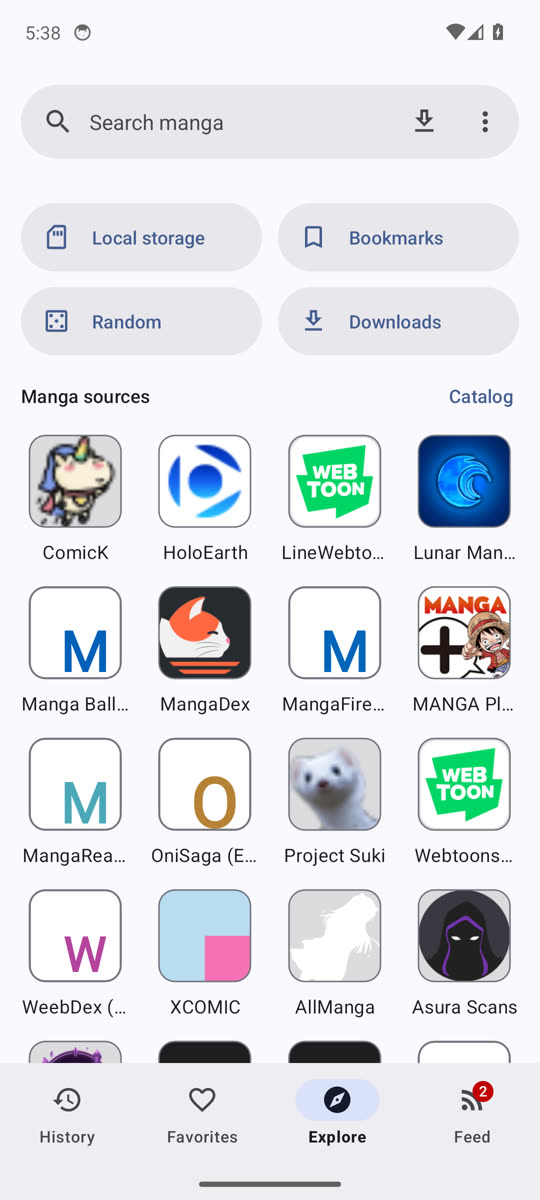 5:38
Search manga
Local storage
Bookmarks
Random
Downloads
Manga sources
Catalog
WEB
TOON
ComicK
HoloEarth
LineWebto...
Lunar Man...
M
M
MANGA
Manga Ball...
MangaDex
MangaFire...
MANGA Pl...
M
O
WEB
TOON
MangaRea...
OniSaga (E...
Project Suki
Webtoons...
W
WeebDex (...
XCOMIC
AllManga
Asura Scans
2
History
Favorites
Explore
Feed